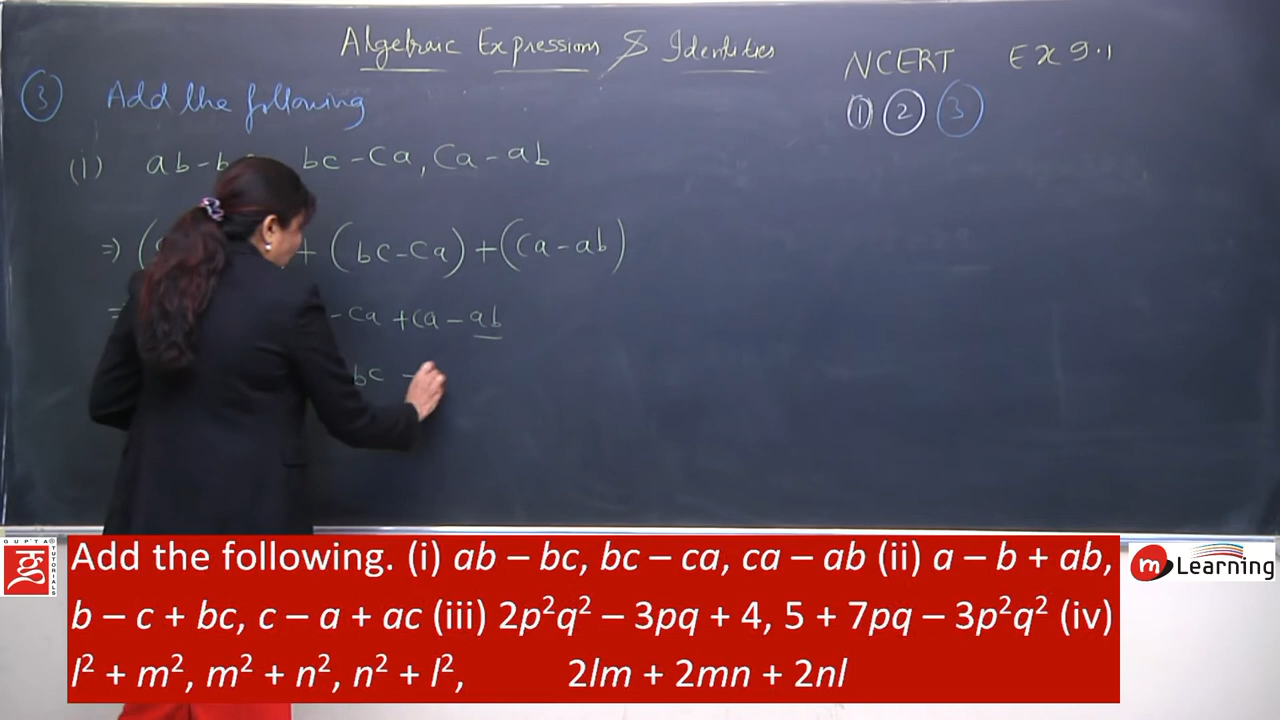 Algebraic Expressions & Identities
NCERT Ex 9.1
③ Add the following
① ② ③
(i) ab - b bc - ca, ca - ab
⇒ ( + (bc - ca) + (ca - ab)
- ca + ca - ab
bc -
GUPTA® TUTORIALS
Add the following. (i) ab – bc, bc – ca, ca – ab (ii) a – b + ab,
b – c + bc, c – a + ac (iii) 2p²q² – 3pq + 4, 5 + 7pq – 3p²q² (iv)
l² + m², m² + n², n² + l², 2lm + 2mn + 2nl
m Learning